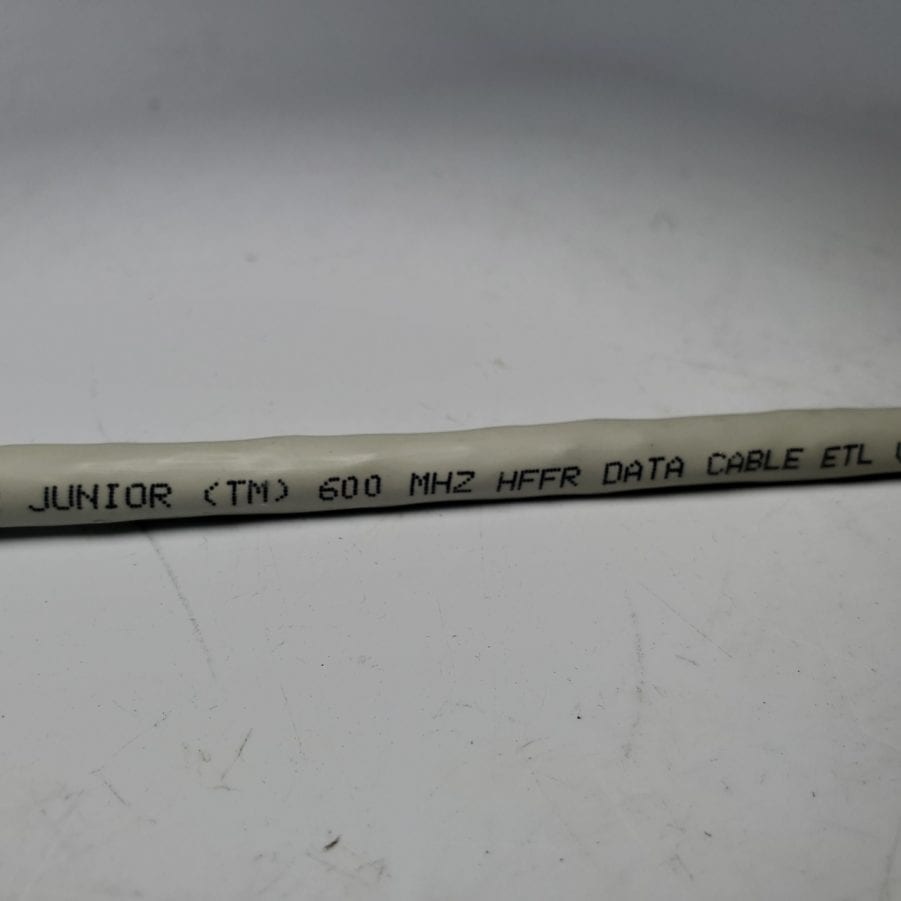 JUNIOR (TM) 600 MHZ HFFR DATA CABLE ETL